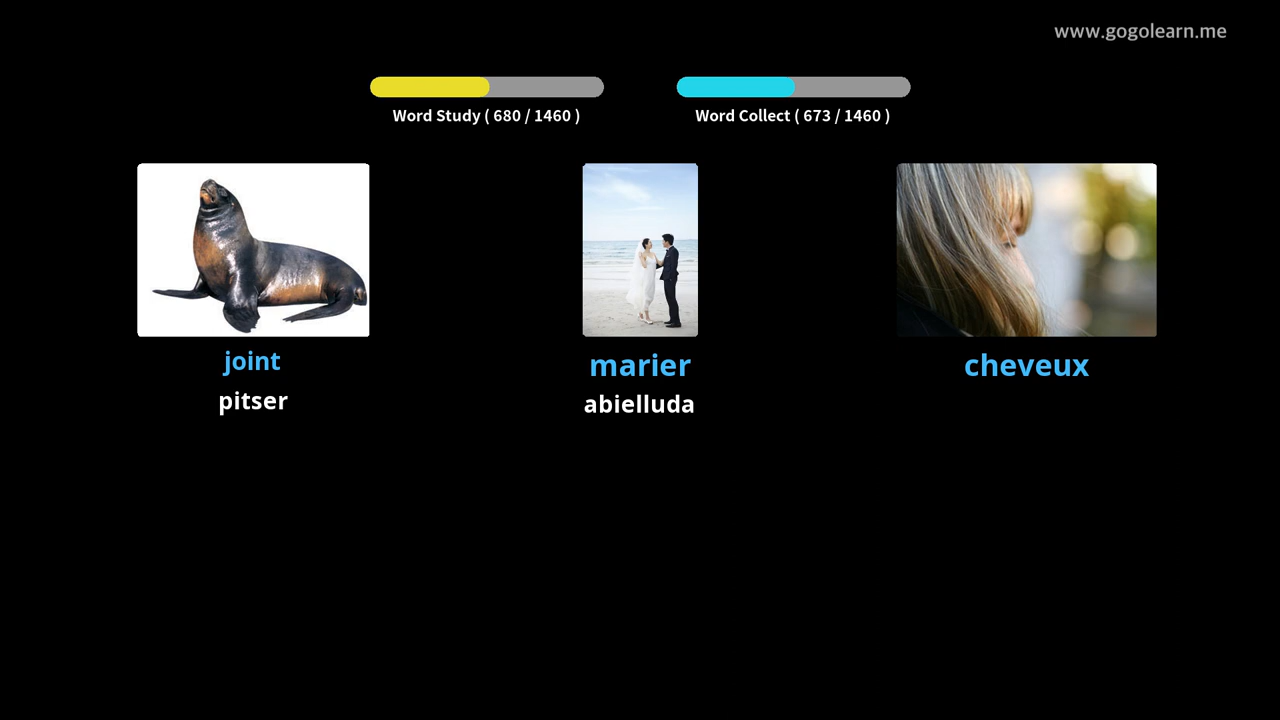 www.gogolearn.me
Word Study ( 680 / 1460 )
Word Collect ( 673 / 1460 )
joint
pitser
marier
abielluda
cheveux